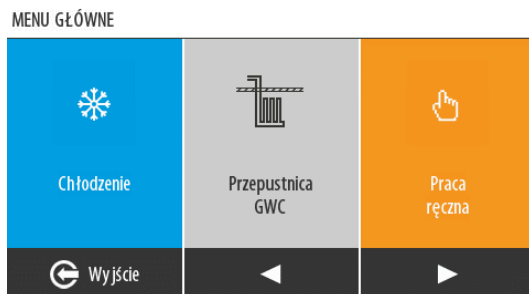 MENU GŁÓWNE
Chłodzenie
Przepustnica
GWC
Praca
ręczna
Wyjście